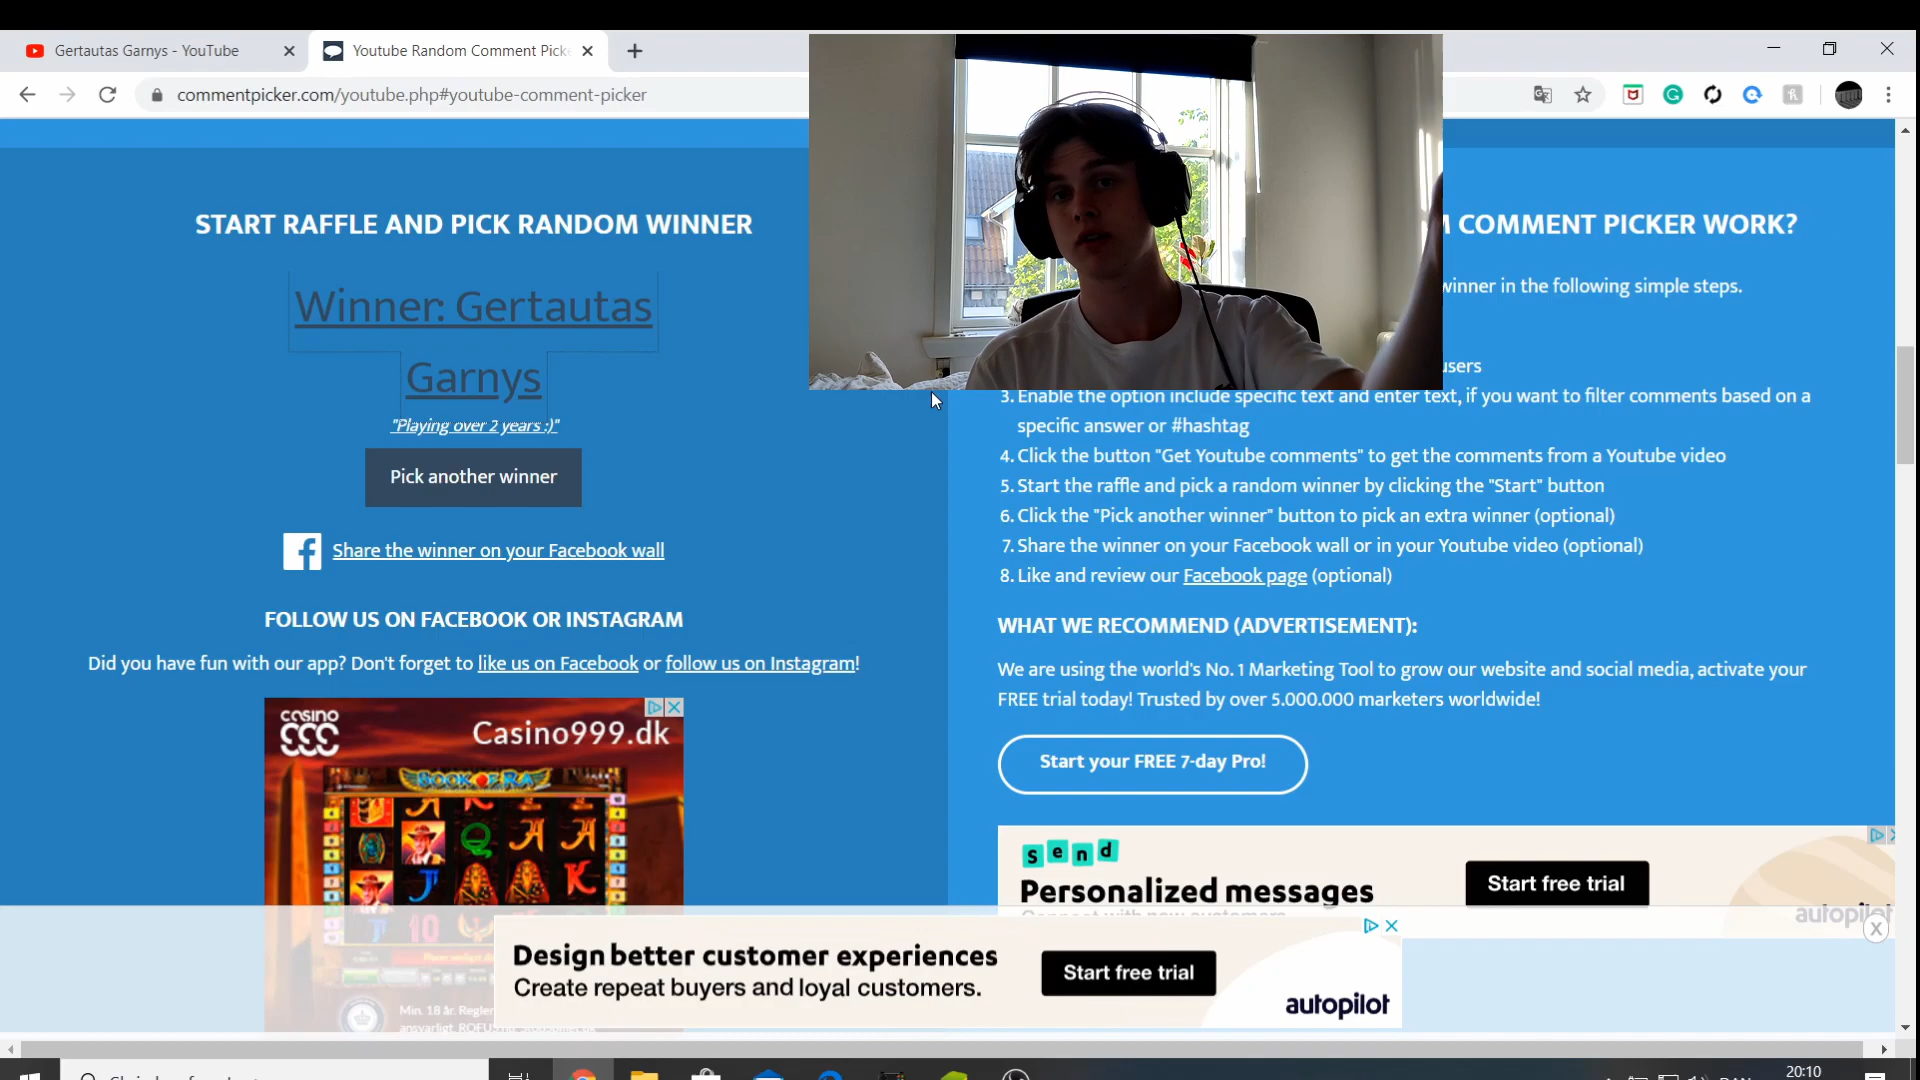 Gertautas Garnys - YouTube
Youtube Random Comment Pick
commentpicker.com/youtube.php#youtube-comment-picker
START RAFFLE AND PICK RANDOM WINNER
Winner: Gertautas
Garnys
"Playing over 2 years :)"
Pick another winner
Share the winner on your Facebook wall
FOLLOW US ON FACEBOOK OR INSTAGRAM
Did you have fun with our app? Don't forget to like us on Facebook or follow us on Instagram!
casino
Casino999.dk
BOOK OF RA
Min. 18 år.
COMMENT PICKER WORK?
winner in the following simple steps.
users
3. Enable the option include specific text and enter text, if you want to filter comments based on a
specific answer or #hashtag
4. Click the button "Get Youtube comments" to get the comments from a Youtube video
5. Start the raffle and pick a random winner by clicking the "Start" button
6. Click the "Pick another winner" button to pick an extra winner (optional)
7. Share the winner on your Facebook wall or in your Youtube video (optional)
8. Like and review our Facebook page (optional)
WHAT WE RECOMMEND (ADVERTISEMENT):
We are using the world's No. 1 Marketing Tool to grow our website and social media, activate your
FREE trial today! Trusted by over 5.000.000 marketers worldwide!
Start your FREE 7-day Pro!
send
Personalized messages
Start free trial
autopilot
Design better customer experiences
Create repeat buyers and loyal customers.
Start free trial
autopilot
20:10